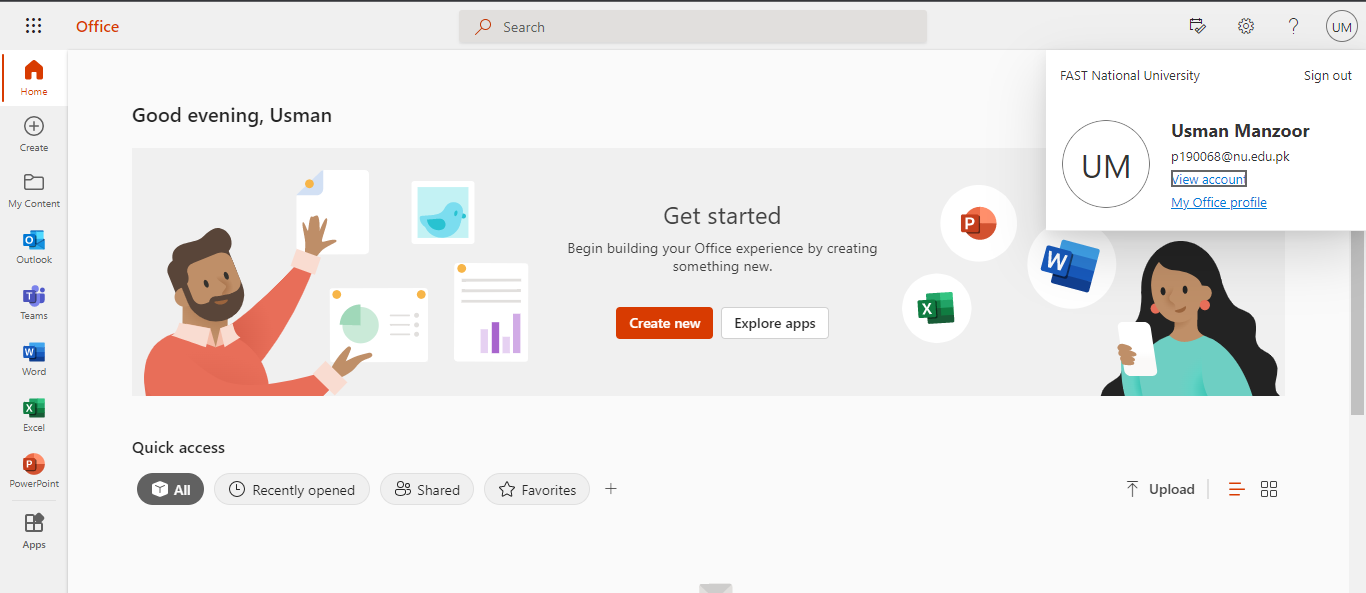 Office
Search
UM
Home
Create
My Content
Outlook
Teams
Word
Excel
PowerPoint
Apps
FAST National University
Sign out
UM
Usman Manzoor
p190068@nu.edu.pk
View account
My Office profile
Good evening, Usman
Get started
Begin building your Office experience by creating
something new.
Create new
Explore apps
P
W
X
Quick access
All
Recently opened
Shared
Favorites
Upload